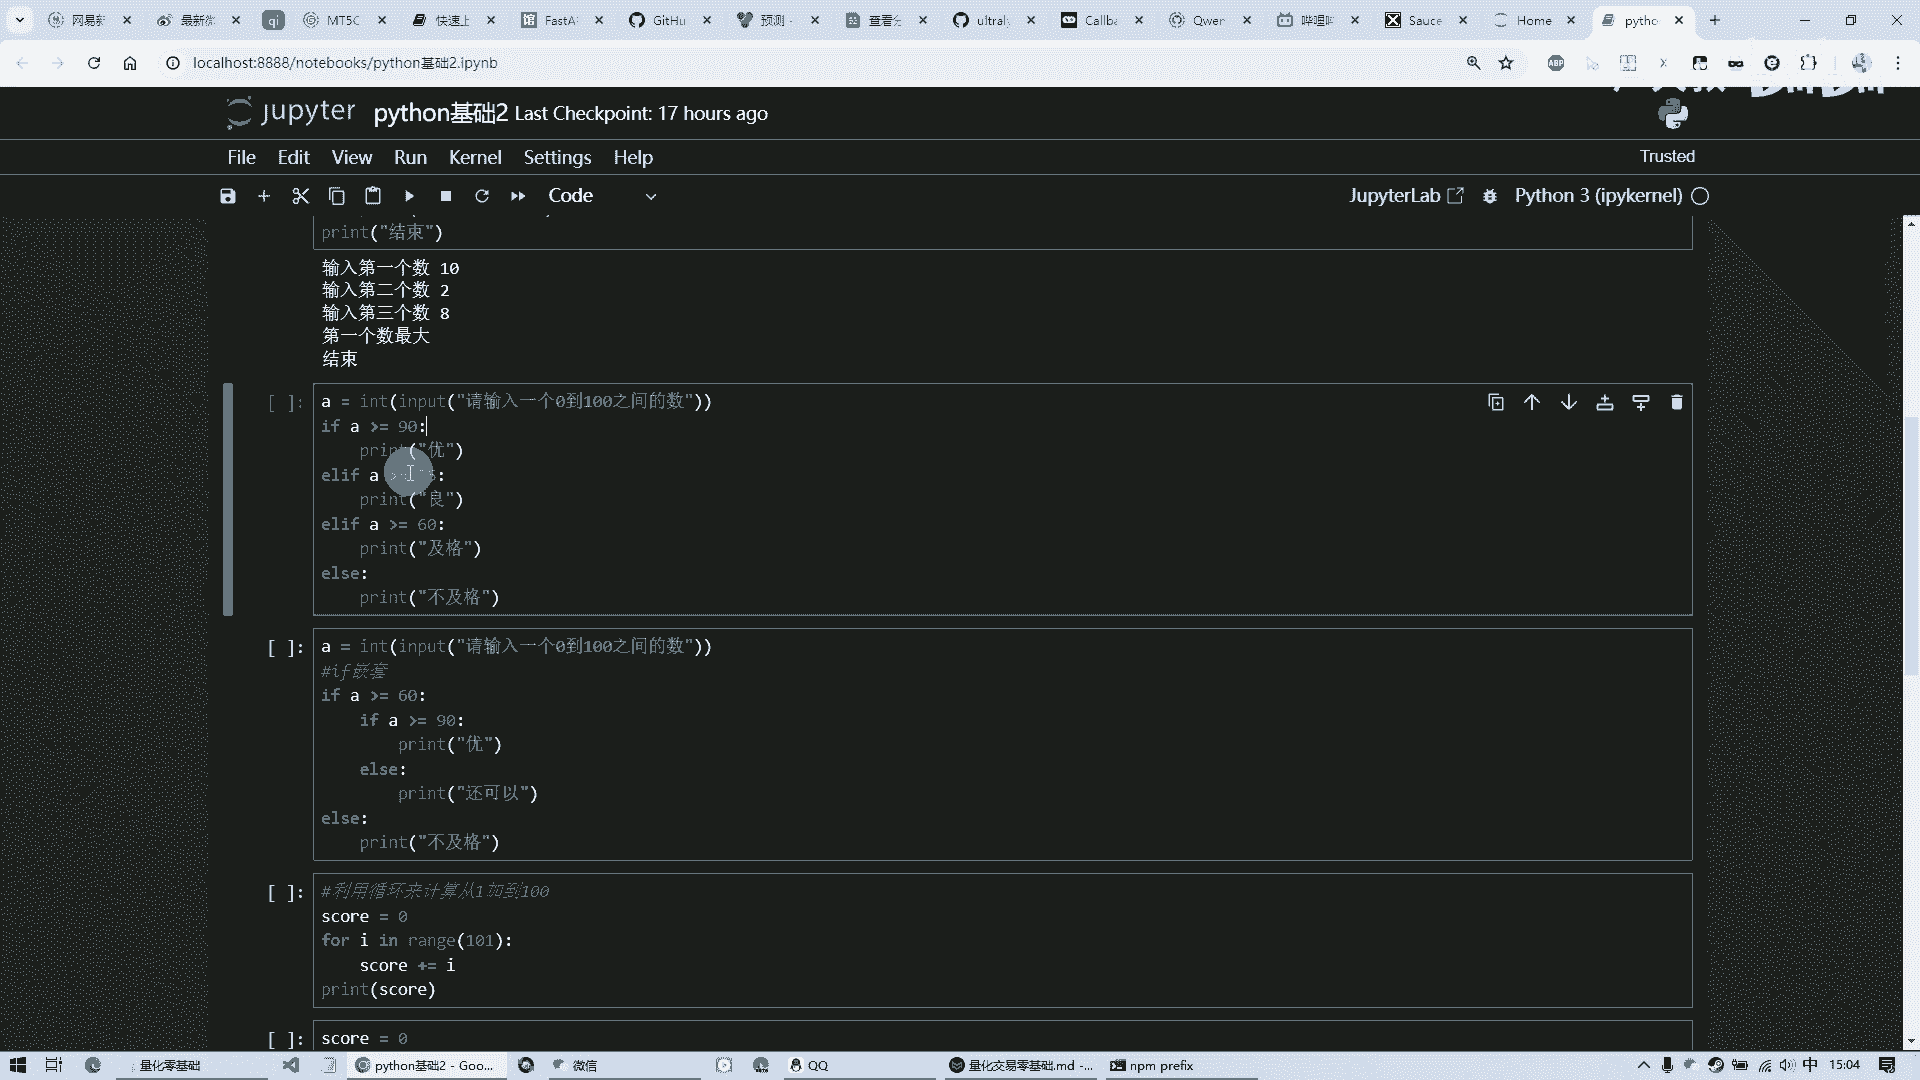 网易新
最新微
qi
MT5C
快速上
FastA
GitHu
预测 -
查看分
ultraly
Callba
Qwen
哔哩哔
Sauce
Home
pytho
localhost:8888/notebooks/python基础2.ipynb
ABP
jupyter python基础2 Last Checkpoint: 17 hours ago
File Edit View Run Kernel Settings Help
Trusted
Code
JupyterLab
Python 3 (ipykernel)
print("结束")
输入第一个数 10
输入第二个数 2
输入第三个数 8
第一个数最大
结束
[ ]:
a = int(input("请输入一个0到100之间的数"))
if a >= 90:
    print("优")
elif a :
    print("良")
elif a >= 60:
    print("及格")
else:
    print("不及格")
[ ]:
a = int(input("请输入一个0到100之间的数"))
#if嵌套
if a >= 60:
    if a >= 90:
        print("优")
    else:
        print("还可以")
else:
    print("不及格")
[ ]:
#利用循环来计算从1加到100
score = 0
for i in range(101):
    score += i
print(score)
[ ]:
score = 0
量化零基础
python基础2 - Goo...
微信
QQ
量化交易零基础.md -...
npm prefix
中
15:04